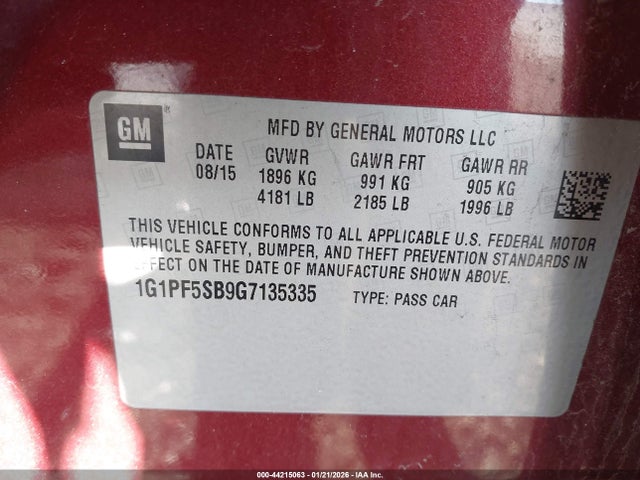 GM ®
MFD BY GENERAL MOTORS LLC
DATE GVWR GAWR FRT GAWR RR
08/15 1896 KG 991 KG 905 KG
4181 LB 2185 LB 1996 LB
THIS VEHICLE CONFORMS TO ALL APPLICABLE U.S. FEDERAL MOTOR
VEHICLE SAFETY, BUMPER, AND THEFT PREVENTION STANDARDS IN
EFFECT ON THE DATE OF MANUFACTURE SHOWN ABOVE.
1G1PF5SB9G7135335 TYPE: PASS CAR
000-44215063 - 01/21/2026 - IAA Inc.